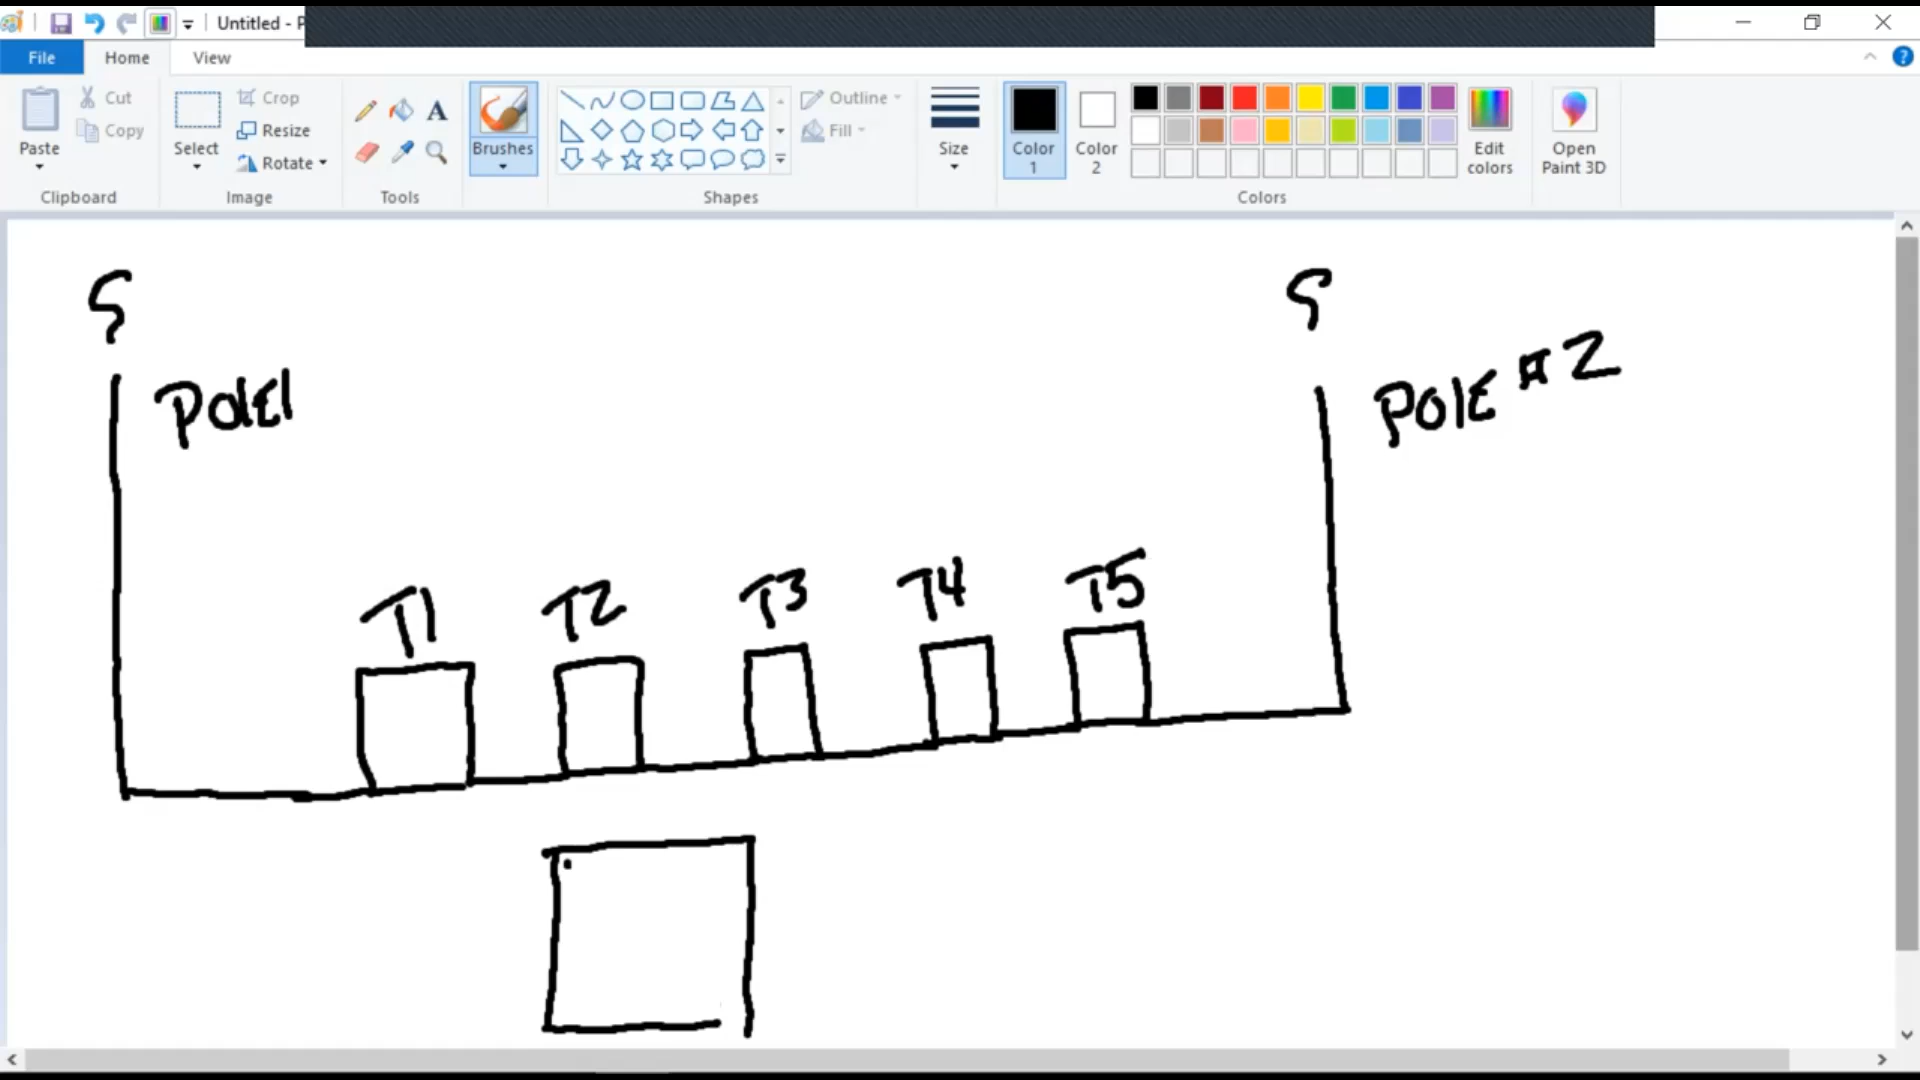 Untitled - P
File Home View
Cut
Copy
Paste
Clipboard
Select
Crop
Resize
Rotate
Image
A
Tools
Brushes
Outline
Fill
Shapes
Size
Color 1
Color 2
Edit colors
Colors
Open Paint 3D
?
POLE1
POLE #2
T1 T2 T3 T4 T5